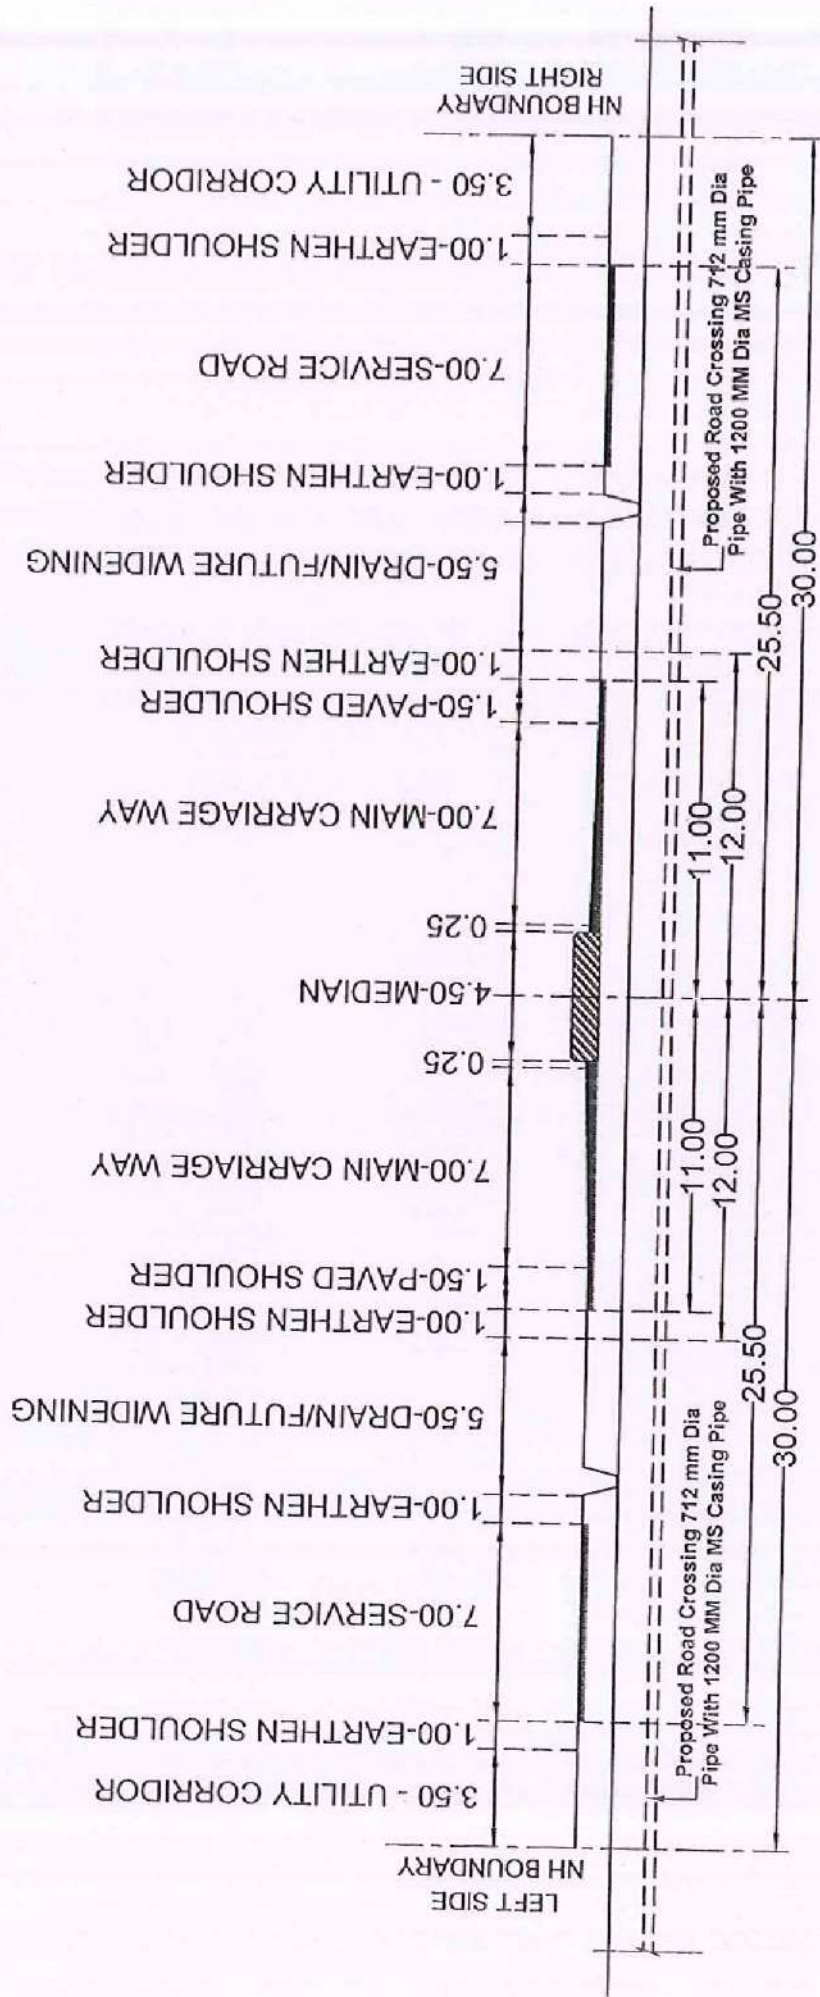 LEFT SIDE
NH BOUNDARY
3.50 - UTILITY CORRIDOR
1.00-EARTHEN SHOULDER
7.00-SERVICE ROAD
1.00-EARTHEN SHOULDER
5.50-DRAIN/FUTURE WIDENING
1.00-EARTHEN SHOULDER
1.50-PAVED SHOULDER
7.00-MAIN CARRIAGE WAY
0.25
4.50-MEDIAN
0.25
7.00-MAIN CARRIAGE WAY
1.50-PAVED SHOULDER
1.00-EARTHEN SHOULDER
5.50-DRAIN/FUTURE WIDENING
1.00-EARTHEN SHOULDER
7.00-SERVICE ROAD
1.00-EARTHEN SHOULDER
3.50 - UTILITY CORRIDOR
NH BOUNDARY
RIGHT SIDE
Proposed Road Crossing 712 mm Dia
Pipe With 1200 MM Dia MS Casing Pipe
Proposed Road Crossing 712 mm Dia
Pipe With 1200 MM Dia MS Casing Pipe
11.00
11.00
12.00
12.00
25.50
25.50
30.00
30.00